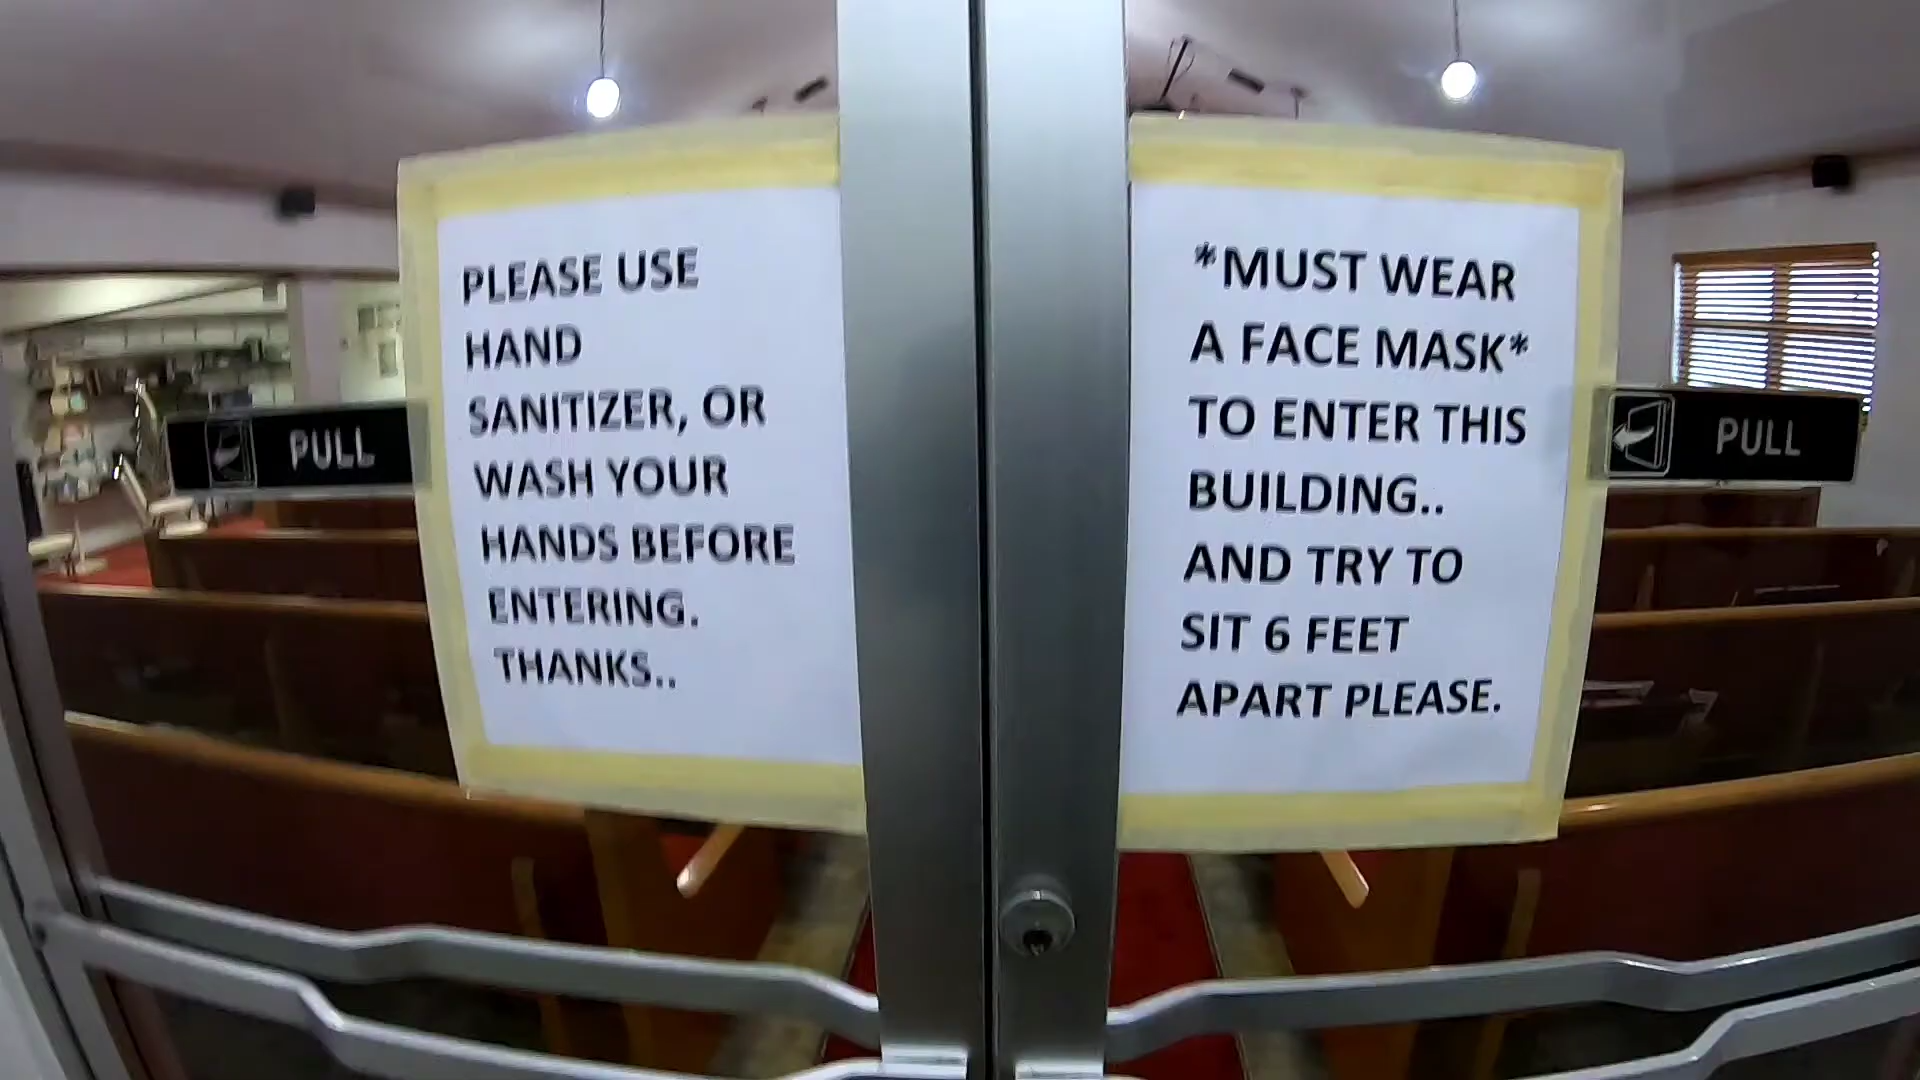 PLEASE USE
HAND
SANITIZER, OR
WASH YOUR
HANDS BEFORE
ENTERING.
THANKS..
*MUST WEAR
A FACE MASK*
TO ENTER THIS
BUILDING..
AND TRY TO
SIT 6 FEET
APART PLEASE.
PULL
PULL